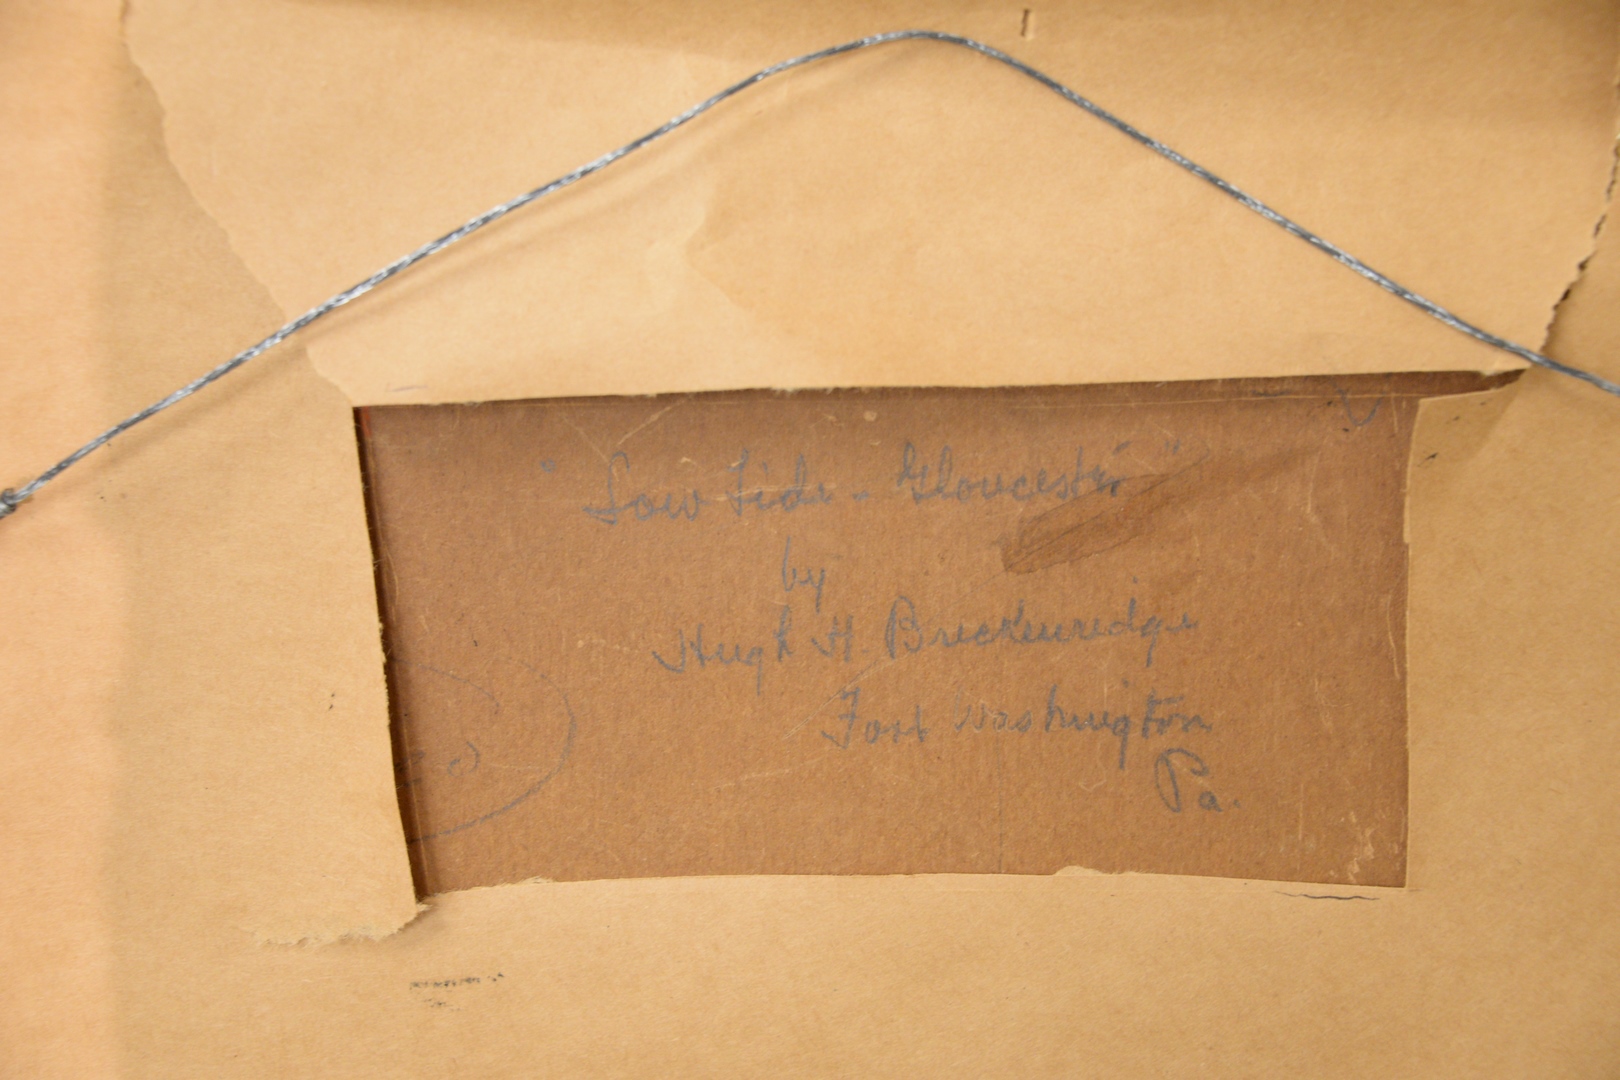 "Low Tide - Gloucester"
by
Hugh H. Breckenridge
Fort Washington
Pa.